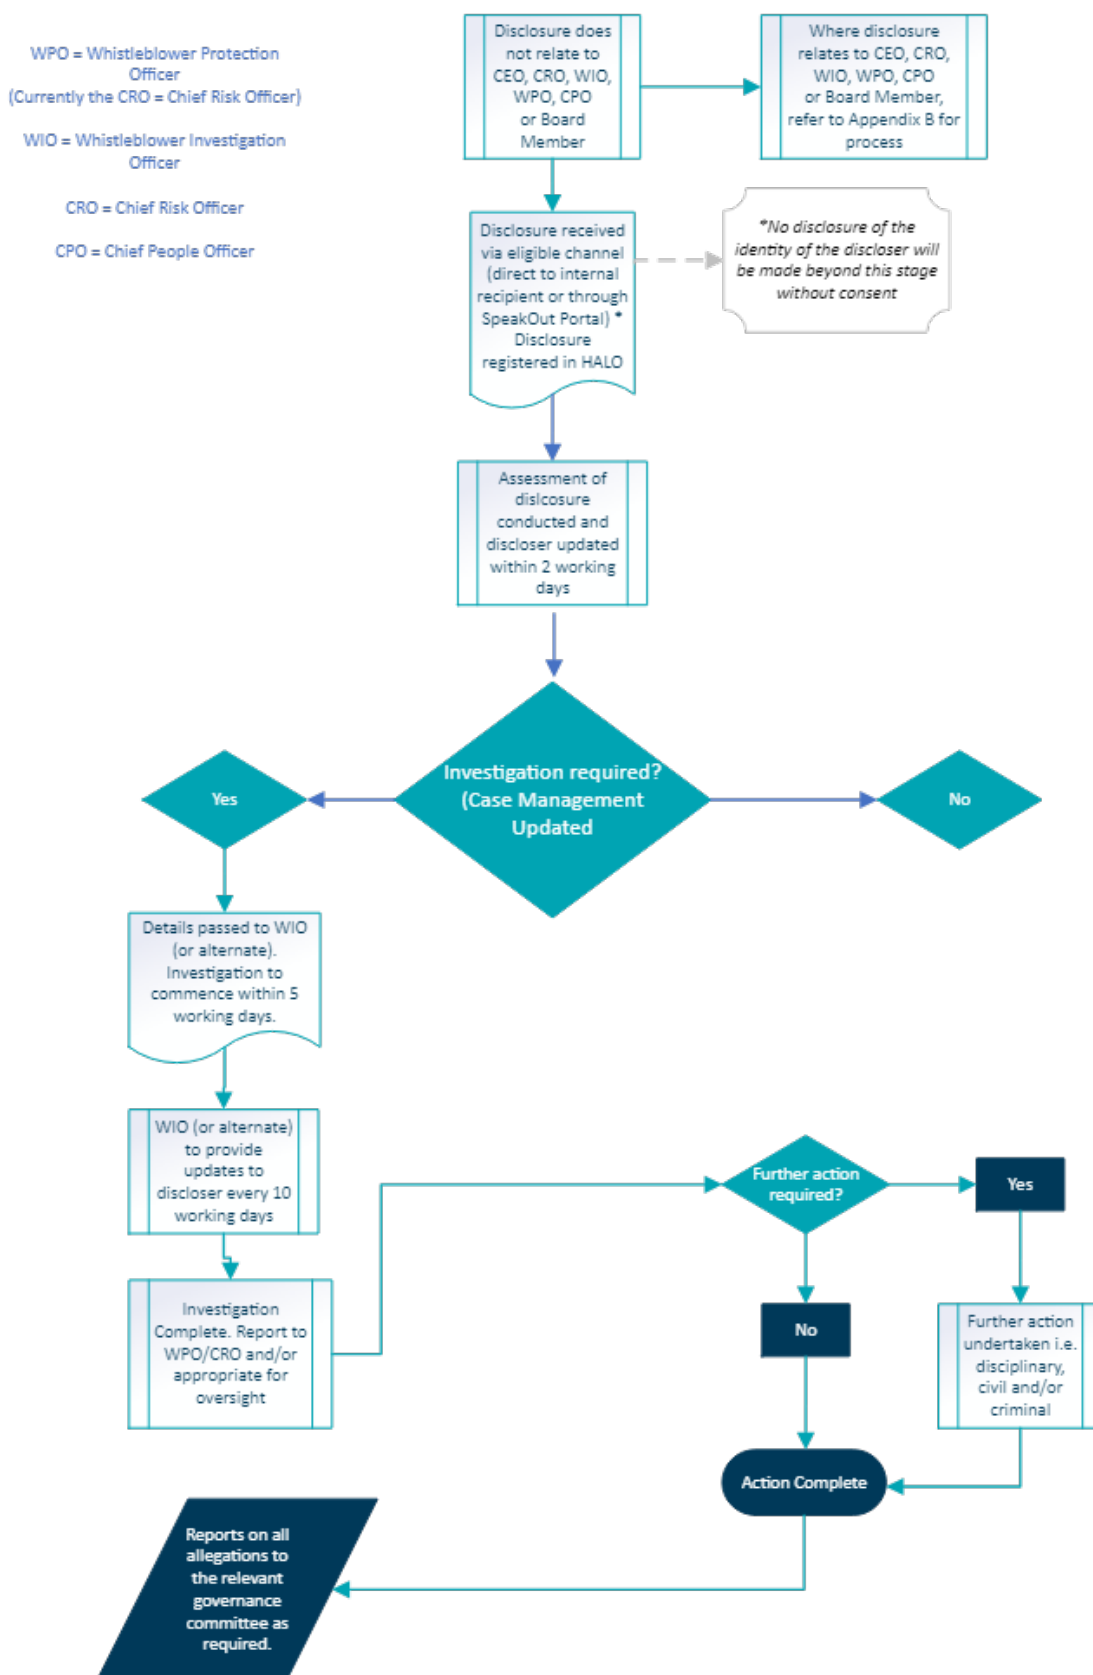 WPO = Whistleblower Protection
Officer
(Currently the CRO = Chief Risk Officer)
WIO = Whistleblower Investigation
Officer
CRO = Chief Risk Officer
CPO = Chief People Officer
Disclosure does
not relate to
CEO, CRO, WIO,
WPO, CPO
or Board
Member
Where disclosure
relates to CEO, CRO,
WIO, WPO, CPO
or Board Member,
refer to Appendix B for
process
Disclosure received
via eligible channel
(direct to internal
recipient or through
SpeakOut Portal) *
Disclosure
registered in HALO
*No disclosure of the
identity of the discloser will
be made beyond this stage
without consent
Assessment of
dislcosure
conducted and
discloser updated
within 2 working
days
Investigation required?
(Case Management
Updated
Yes
No
Details passed to WIO
(or alternate).
Investigation to
commence within 5
working days.
WIO (or alternate)
to provide
updates to
discloser every 10
working days
Investigation
Complete. Report to
WPO/CRO and/or
appropriate for
oversight
Further action
required?
Yes
No
Further action
undertaken i.e.
disciplinary,
civil and/or
criminal
Action Complete
Reports on all
allegations to
the relevant
governance
committee as
required.